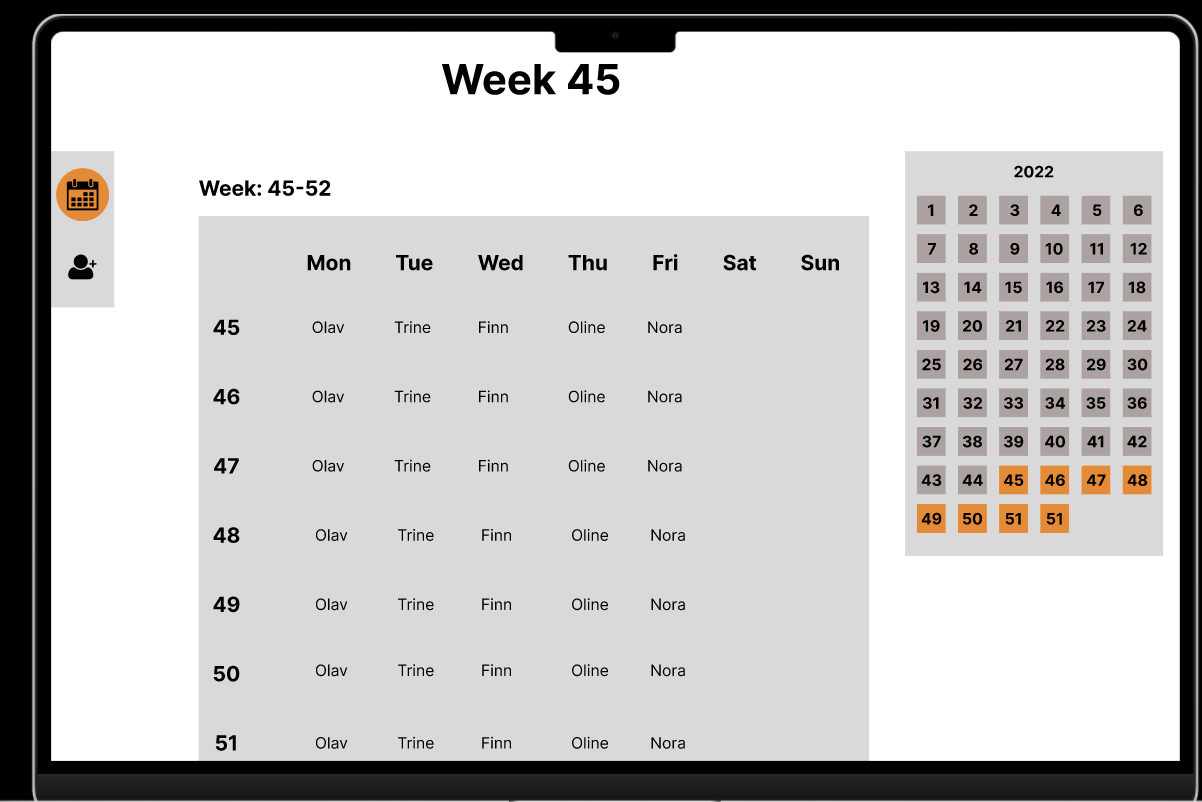 Week 45
Week: 45-52
Mon Tue Wed Thu Fri Sat Sun
45 Olav Trine Finn Oline Nora
46 Olav Trine Finn Oline Nora
47 Olav Trine Finn Oline Nora
48 Olav Trine Finn Oline Nora
49 Olav Trine Finn Oline Nora
50 Olav Trine Finn Oline Nora
51 Olav Trine Finn Oline Nora
2022
1 2 3 4 5 6
7 8 9 10 11 12
13 14 15 16 17 18
19 20 21 22 23 24
25 26 27 28 29 30
31 32 33 34 35 36
37 38 39 40 41 42
43 44 45 46 47 48
49 50 51 51